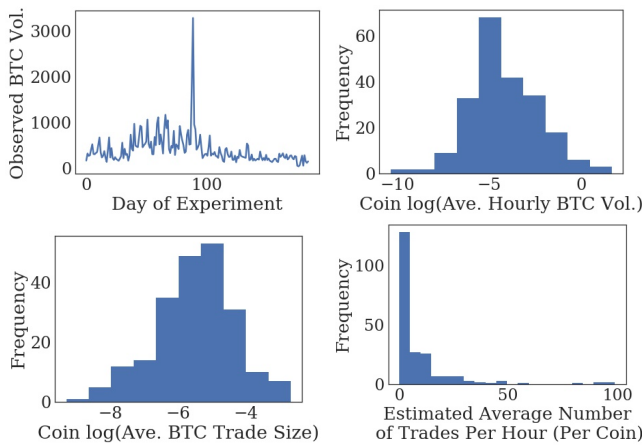 Observed BTC Vol.
3000
2000
1000
0
0
100
Day of Experiment
Frequency
60
40
20
0
−10
−5
0
Coin log(Ave. Hourly BTC Vol.)
Frequency
40
20
0
−8
−6
−4
Coin log(Ave. BTC Trade Size)
Frequency
100
50
0
0
50
100
Estimated Average Number
of Trades Per Hour (Per Coin)